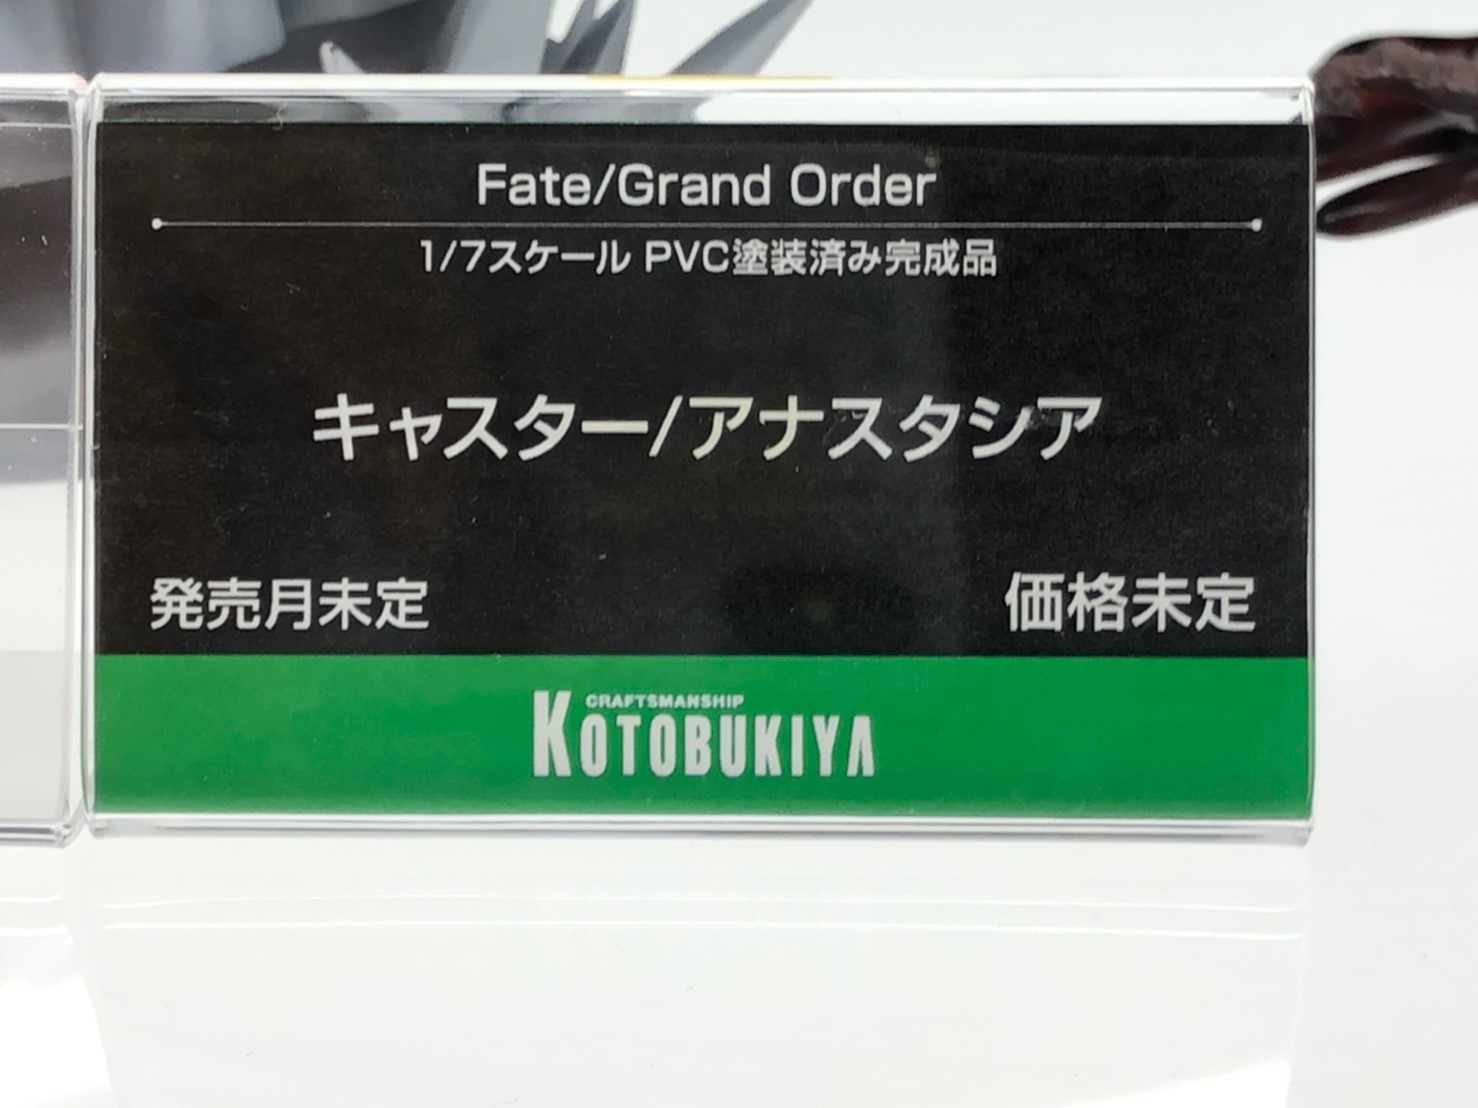 Fate/Grand Order
1/7スケール PVC塗装済み完成品
キャスター/アナスタシア
発売月未定
価格未定
CRAFTSMANSHIP
KOTOBUKIYA